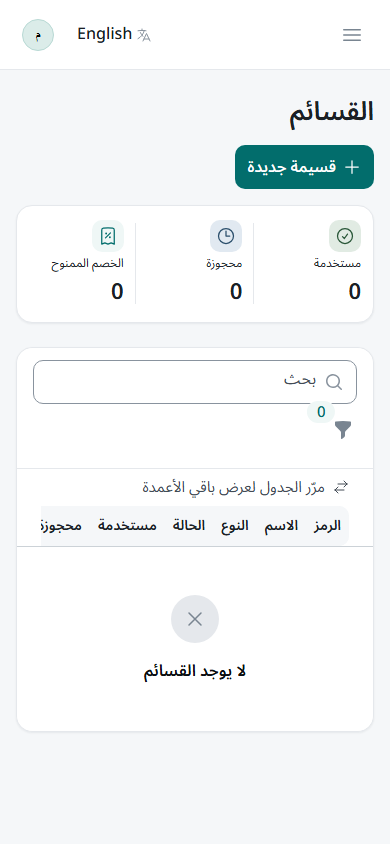 م
English
القسائم
قسيمة جديدة
مستخدمة
0
محجوزة
0
الخصم الممنوح
0
بحث
0
مرّر الجدول لعرض باقي الأعمدة
الرمز الاسم النوع الحالة مستخدمة محجوزة
لا يوجد القسائم